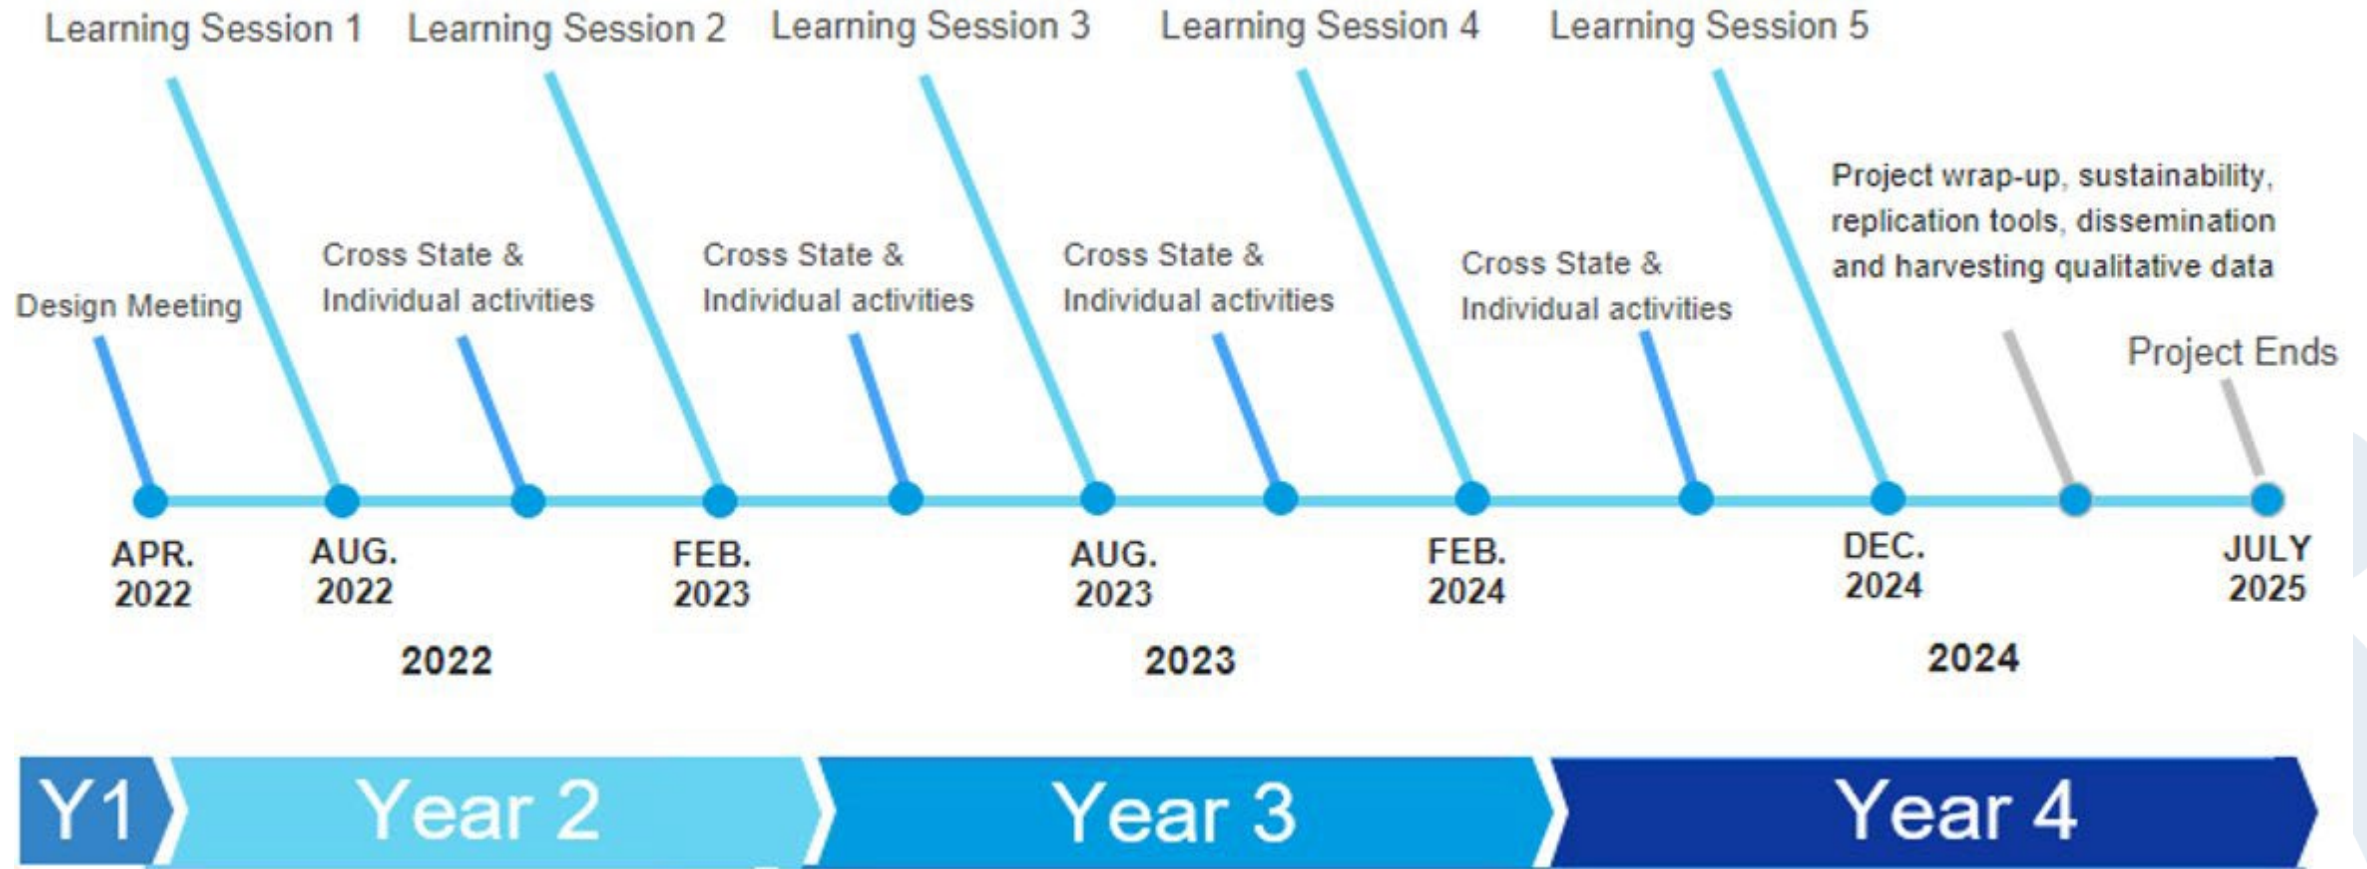 Learning Session 1
Learning Session 2
Learning Session 3
Learning Session 4
Learning Session 5
Design Meeting
Cross State &
Individual activities
Cross State &
Individual activities
Cross State &
Individual activities
Cross State &
Individual activities
Project wrap-up, sustainability,
replication tools, dissemination
and harvesting qualitative data
Project Ends
APR.
2022
AUG.
2022
FEB.
2023
AUG.
2023
FEB.
2024
DEC.
2024
JULY
2025
2022
2023
2024
Y1
Year 2
Year 3
Year 4